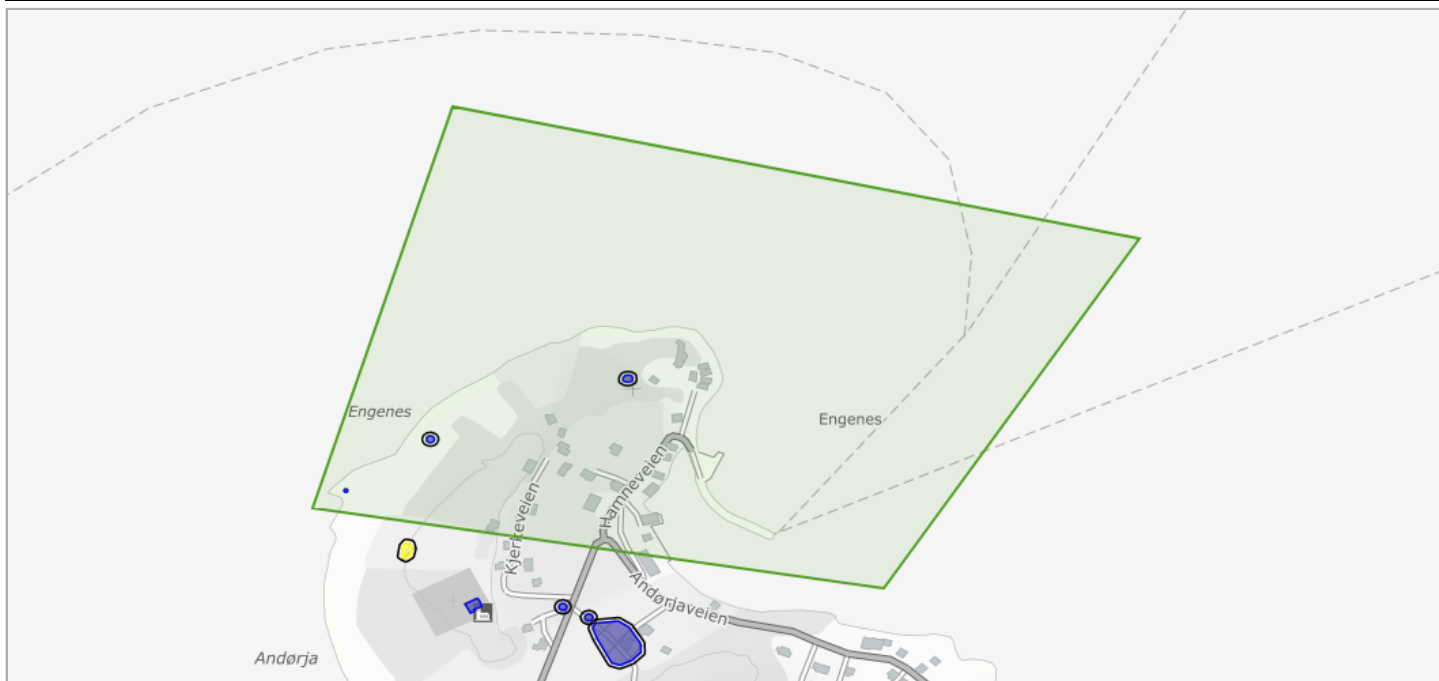 Engenes
Engenes
Hamneveien
Kjerkeveien
Andørjaveien
Andørja